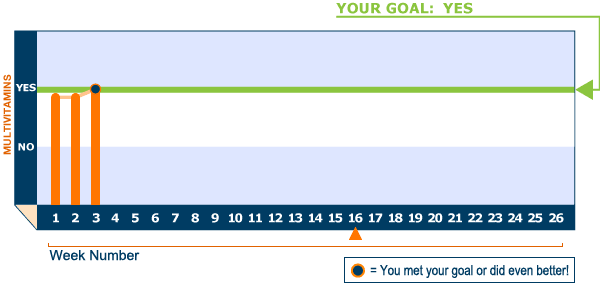 YOUR GOAL: YES
MULTIVITAMINS
YES
NO
1 2 3 4 5 6 7 8 9 10 11 12 13 14 15 16 17 18 19 20 21 22 23 24 25 26
Week Number
= You met your goal or did even better!